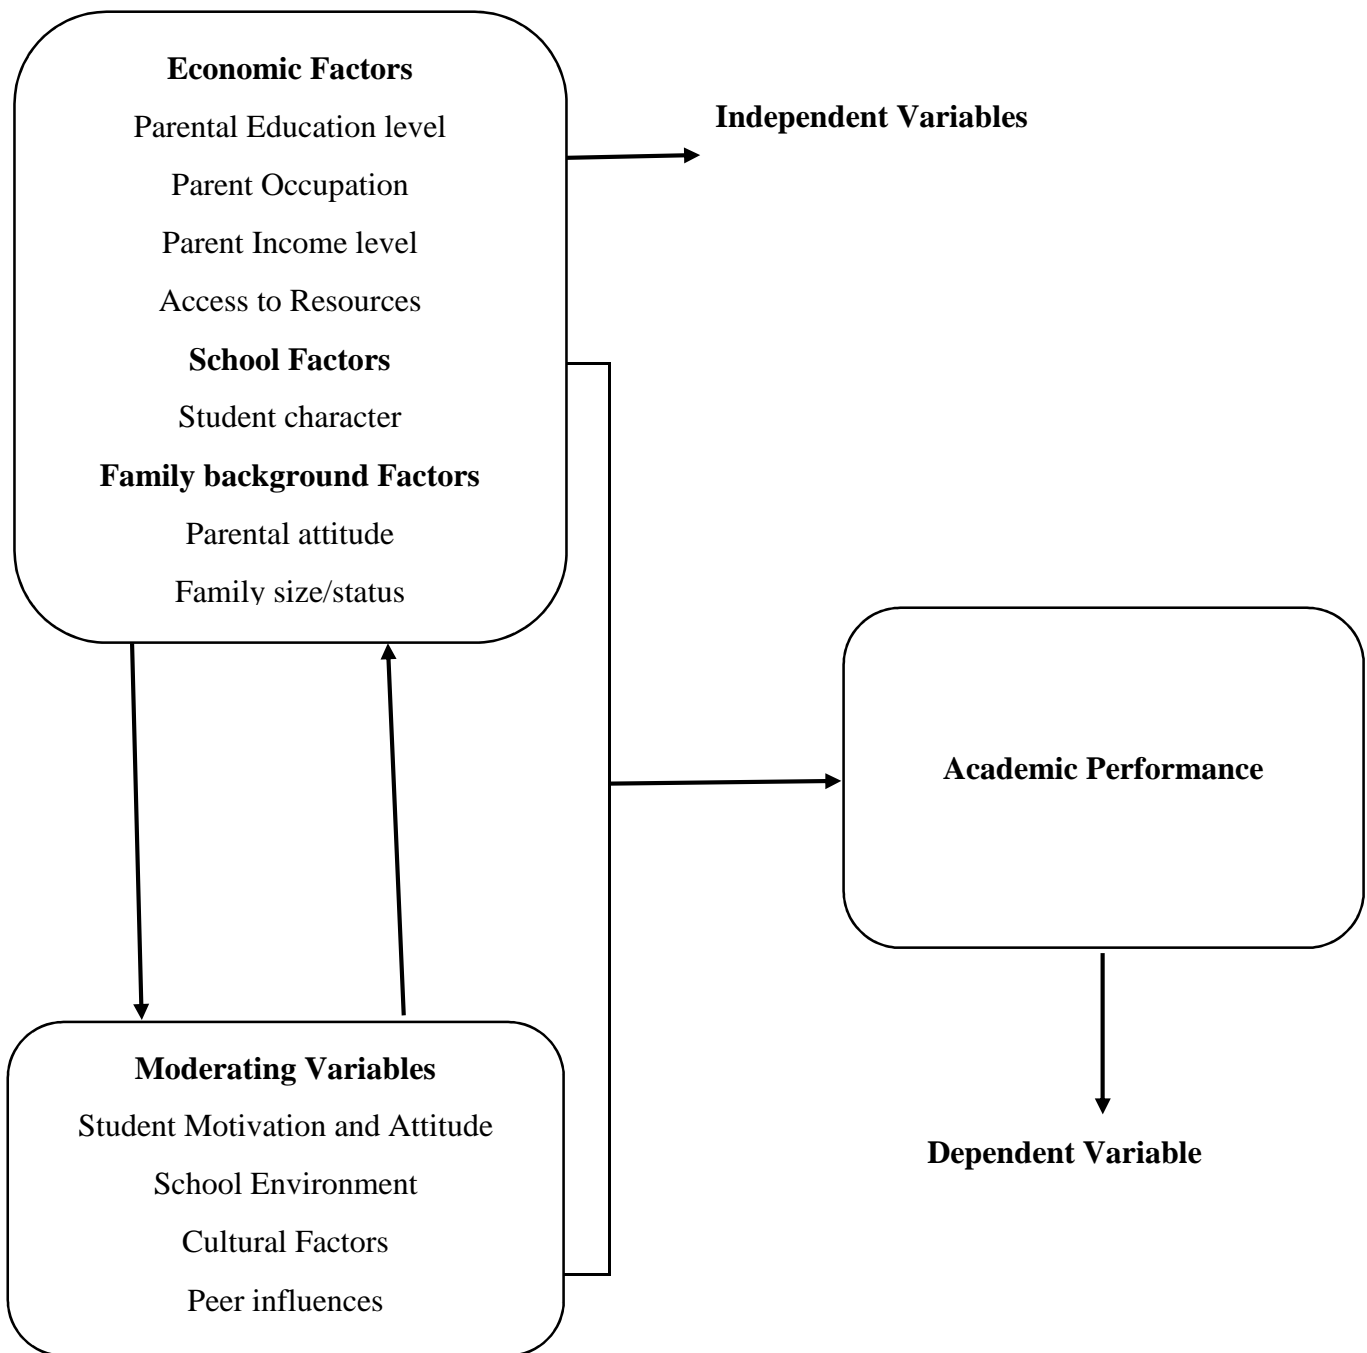 Economic Factors
Parental Education level
Parent Occupation
Parent Income level
Access to Resources
School Factors
Student character
Family background Factors
Parental attitude
Family size/status
Independent Variables
Moderating Variables
Student Motivation and Attitude
School Environment
Cultural Factors
Peer influences
Academic Performance
Dependent Variable